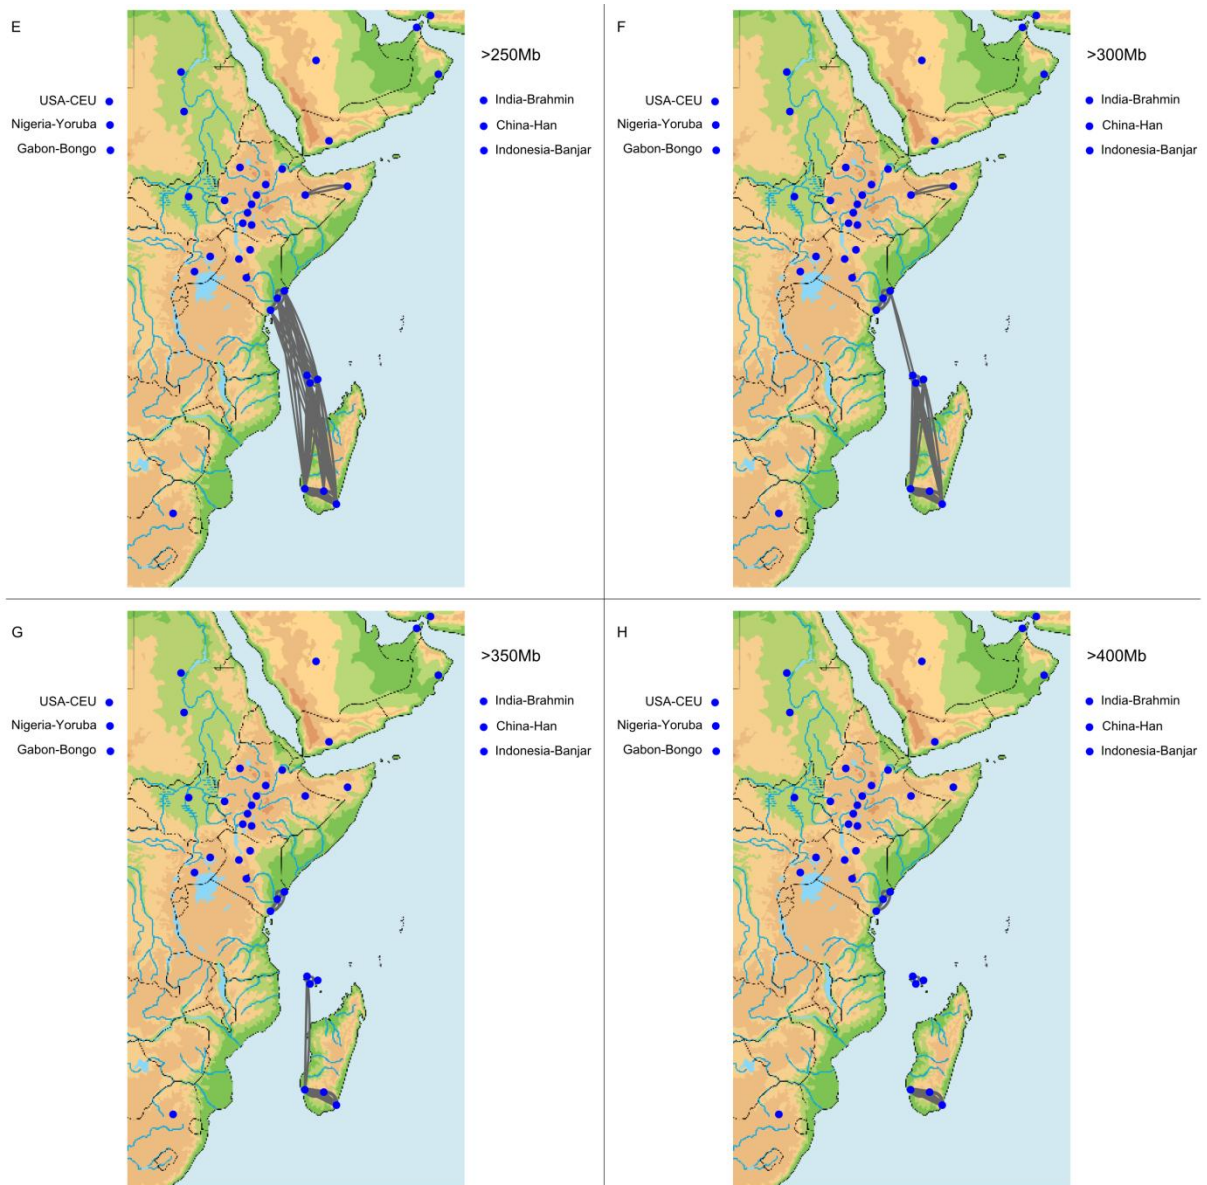 E
>250Mb
USA-CEU
Nigeria-Yoruba
Gabon-Bongo
India-Brahmin
China-Han
Indonesia-Banjar
F
>300Mb
USA-CEU
Nigeria-Yoruba
Gabon-Bongo
India-Brahmin
China-Han
Indonesia-Banjar
G
>350Mb
USA-CEU
Nigeria-Yoruba
Gabon-Bongo
India-Brahmin
China-Han
Indonesia-Banjar
H
>400Mb
USA-CEU
Nigeria-Yoruba
Gabon-Bongo
India-Brahmin
China-Han
Indonesia-Banjar